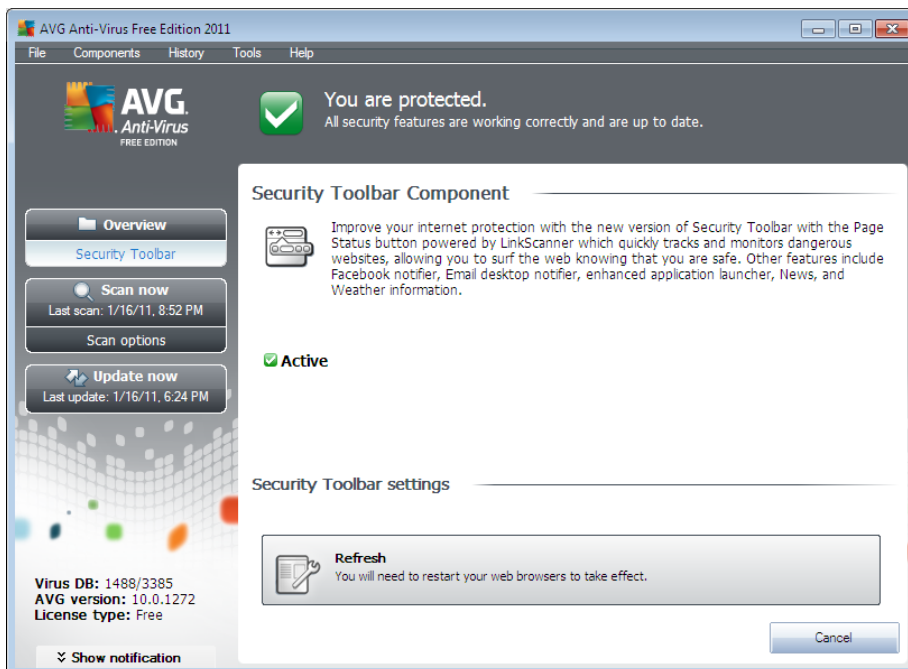 AVG Anti-Virus Free Edition 2011
File Components History Tools Help
AVG.
Anti-Virus
FREE EDITION
You are protected.
All security features are working correctly and are up to date.
Overview
Security Toolbar
Scan now
Last scan: 1/16/11, 8:52 PM
Scan options
Update now
Last update: 1/16/11, 6:24 PM
Virus DB: 1488/3385
AVG version: 10.0.1272
License type: Free
Show notification
Security Toolbar Component
Improve your internet protection with the new version of Security Toolbar with the Page
Status button powered by LinkScanner which quickly tracks and monitors dangerous
websites, allowing you to surf the web knowing that you are safe. Other features include
Facebook notifier, Email desktop notifier, enhanced application launcher, News, and
Weather information.
Active
Security Toolbar settings
Refresh
You will need to restart your web browsers to take effect.
Cancel